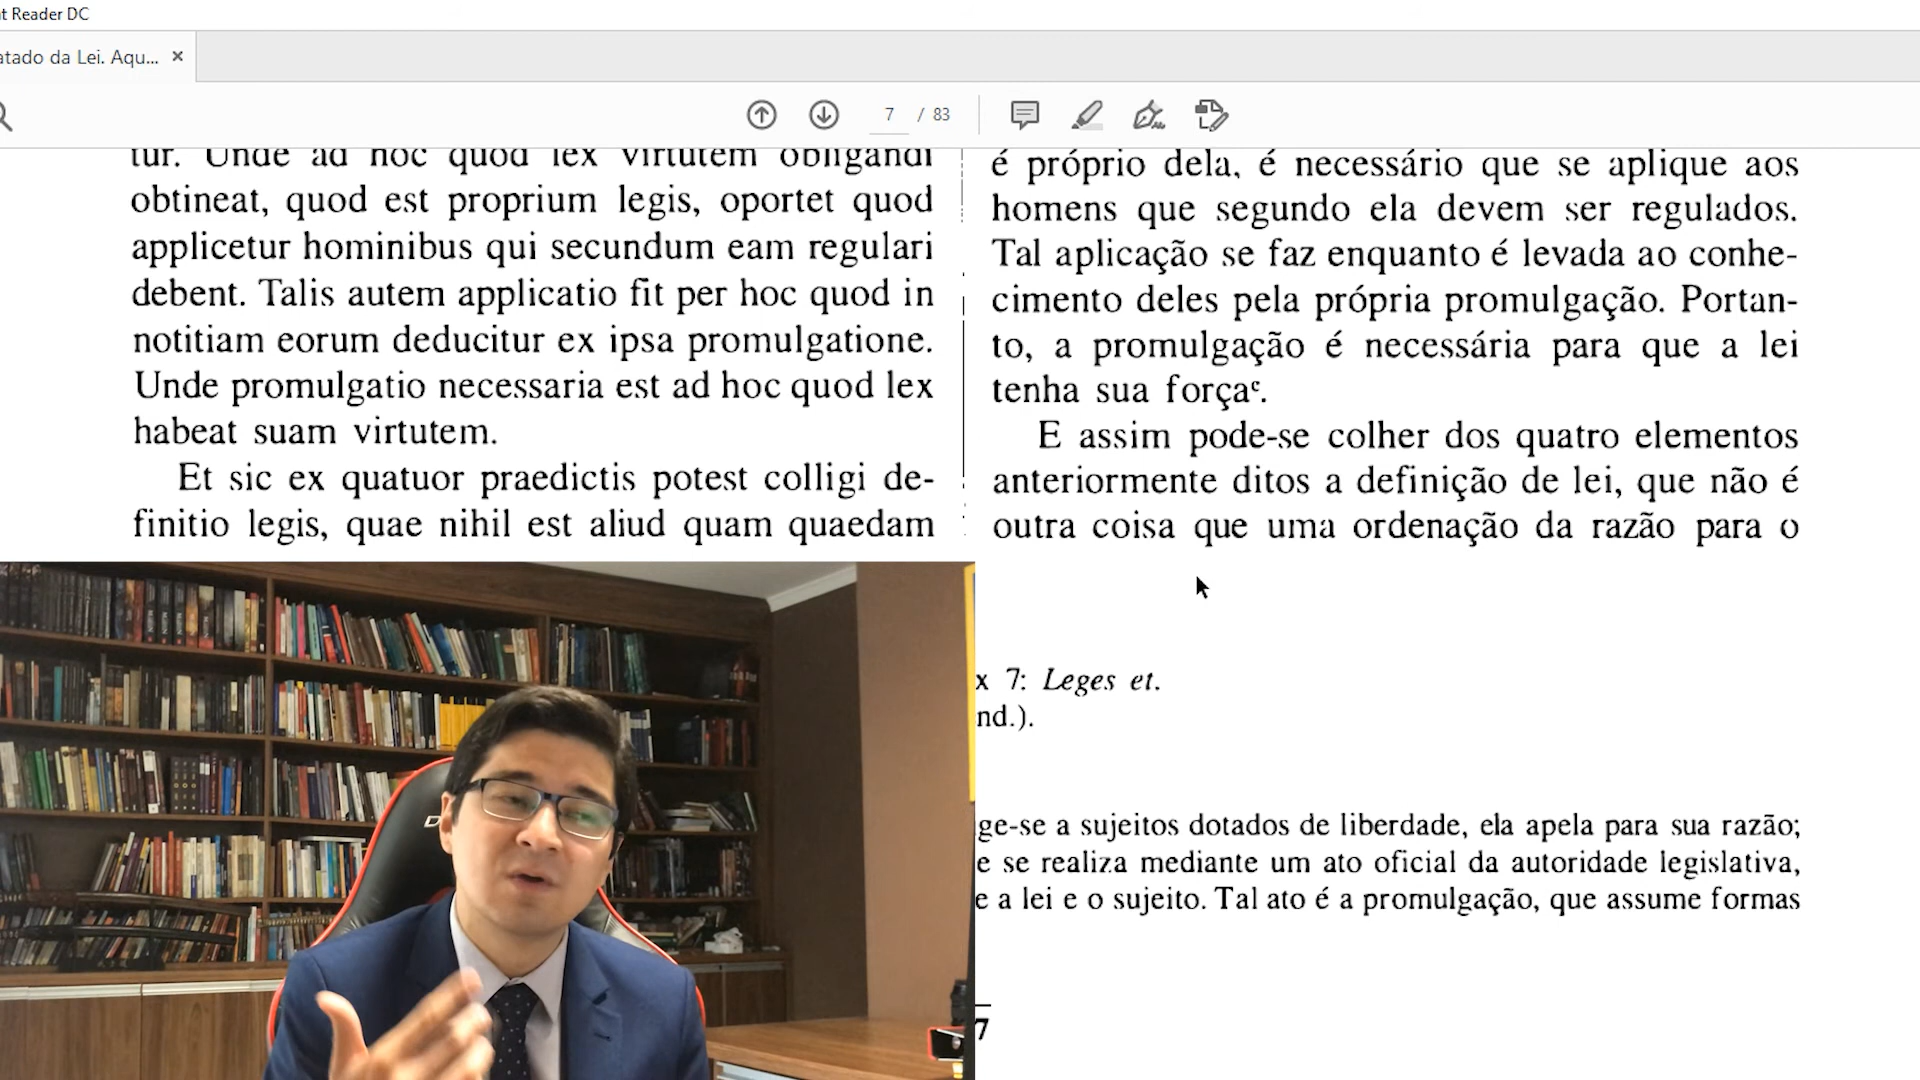 t Reader DC
atado da Lei. Aqu...
7 / 83
tur. Unde ad hoc quod lex virtutem obligandi
obtineat, quod est proprium legis, oportet quod
applicetur hominibus qui secundum eam regulari
debent. Talis autem applicatio fit per hoc quod in
notitiam eorum deducitur ex ipsa promulgatione.
Unde promulgatio necessaria est ad hoc quod lex
habeat suam virtutem.
Et sic ex quatuor praedictis potest colligi de-
finitio legis, quae nihil est aliud quam quaedam
é próprio dela, é necessário que se aplique aos
homens que segundo ela devem ser regulados.
Tal aplicação se faz enquanto é levada ao conhe-
cimento deles pela própria promulgação. Portan-
to, a promulgação é necessária para que a lei
tenha sua forçaᶜ.
E assim pode-se colher dos quatro elementos
anteriormente ditos a definição de lei, que não é
outra coisa que uma ordenação da razão para o
x 7: Leges et.
nd.).
ge-se a sujeitos dotados de liberdade, ela apela para sua razão;
e se realiza mediante um ato oficial da autoridade legislativa,
e a lei e o sujeito. Tal ato é a promulgação, que assume formas
7